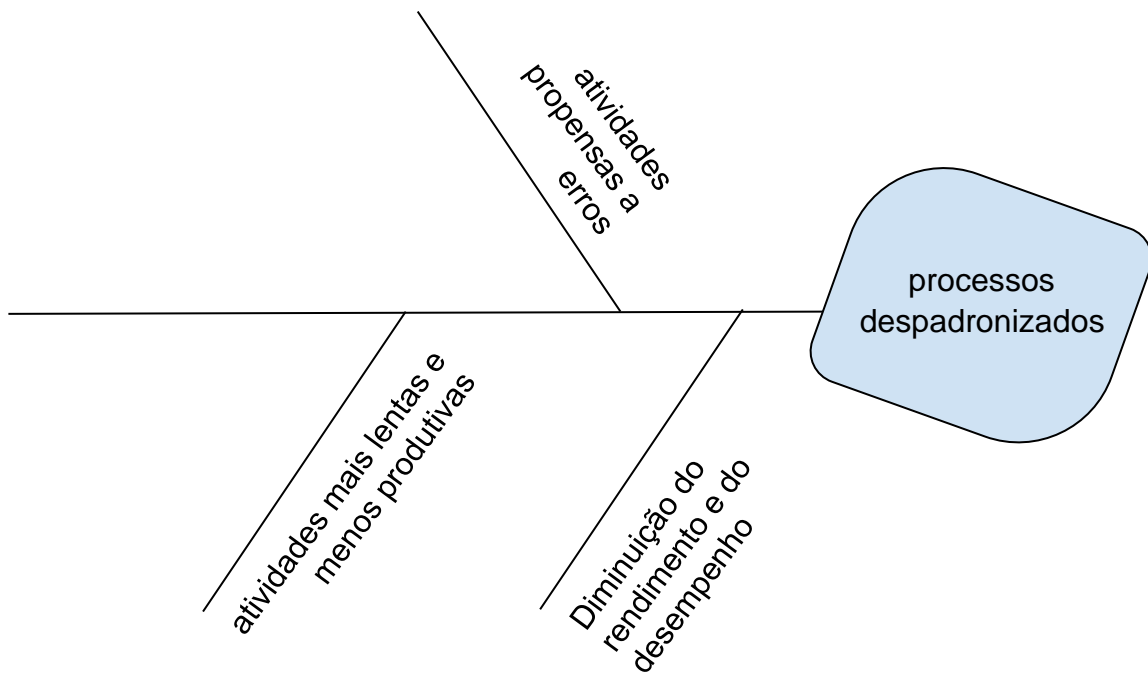 atividades
propensas a
erros
processos
despadronizados
atividades mais lentas e
menos produtivas
Diminuição do
rendimento e do
desempenho